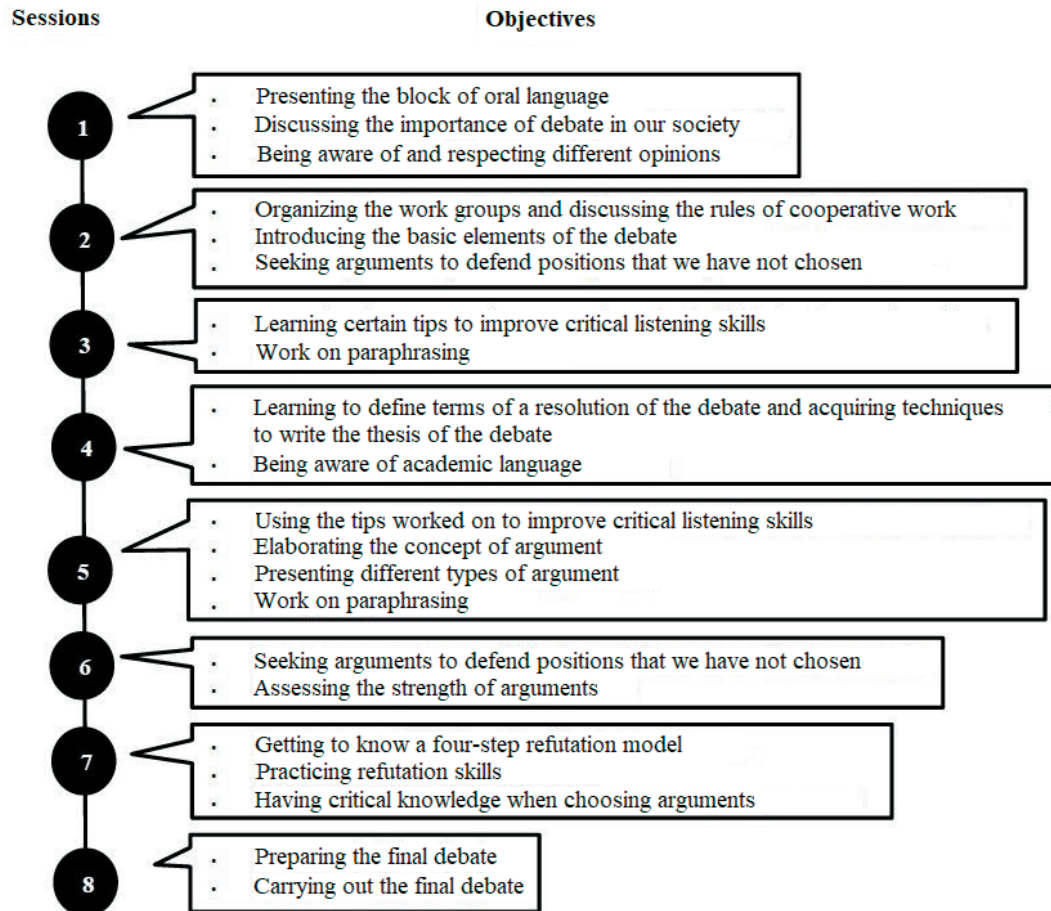 Sessions Objectives
1
· Presenting the block of oral language
· Discussing the importance of debate in our society
· Being aware of and respecting different opinions
2
· Organizing the work groups and discussing the rules of cooperative work
· Introducing the basic elements of the debate
· Seeking arguments to defend positions that we have not chosen
3
· Learning certain tips to improve critical listening skills
· Work on paraphrasing
4
· Learning to define terms of a resolution of the debate and acquiring techniques
to write the thesis of the debate
· Being aware of academic language
5
· Using the tips worked on to improve critical listening skills
· Elaborating the concept of argument
· Presenting different types of argument
· Work on paraphrasing
6
· Seeking arguments to defend positions that we have not chosen
· Assessing the strength of arguments
7
· Getting to know a four-step refutation model
· Practicing refutation skills
· Having critical knowledge when choosing arguments
8
· Preparing the final debate
· Carrying out the final debate